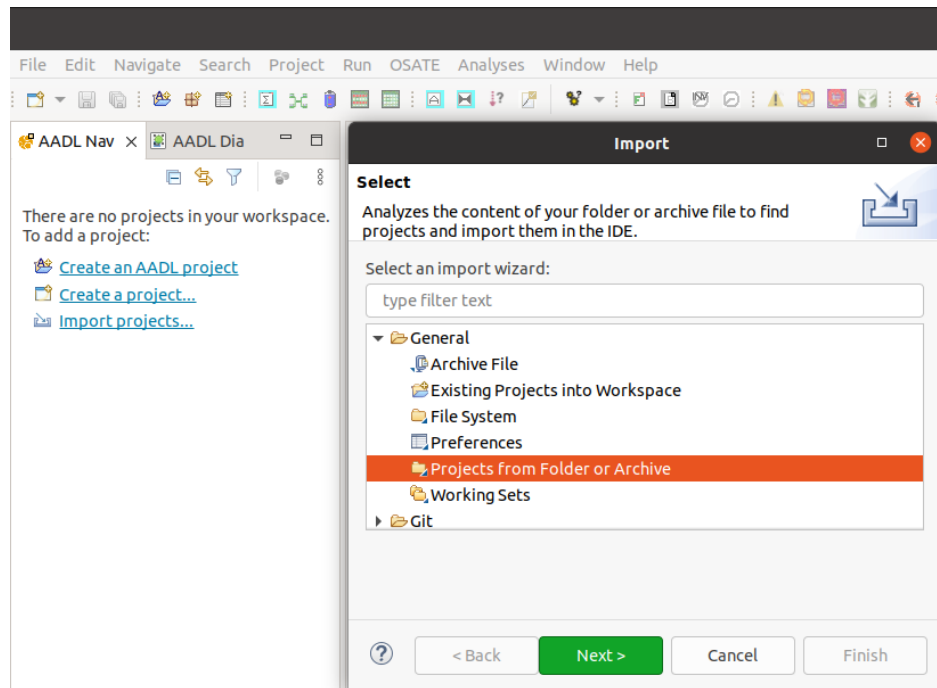 File Edit Navigate Search Project Run OSATE Analyses Window Help
AADL Nav
AADL Dia
There are no projects in your workspace.
To add a project:
Create an AADL project
Create a project...
Import projects...
Import
Select
Analyzes the content of your folder or archive file to find
projects and import them in the IDE.
Select an import wizard:
type filter text
General
Archive File
Existing Projects into Workspace
File System
Preferences
Projects from Folder or Archive
Working Sets
Git
< Back
Next >
Cancel
Finish